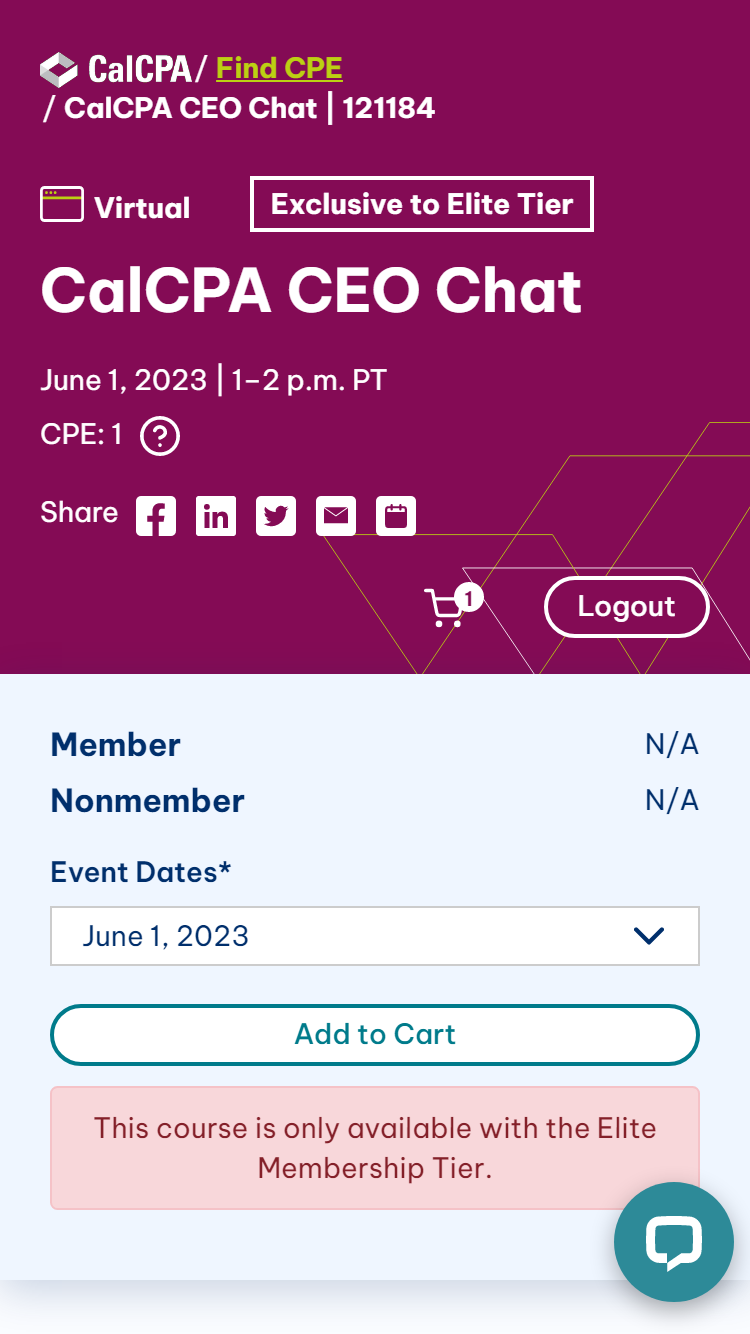 CalCPA / Find CPE
/ CalCPA CEO Chat | 121184
Virtual
Exclusive to Elite Tier
CalCPA CEO Chat
June 1, 2023 | 1–2 p.m. PT
CPE: 1 ?
Share
1
Logout
Member N/A
Nonmember N/A
Event Dates*
June 1, 2023
Add to Cart
This course is only available with the Elite
Membership Tier.